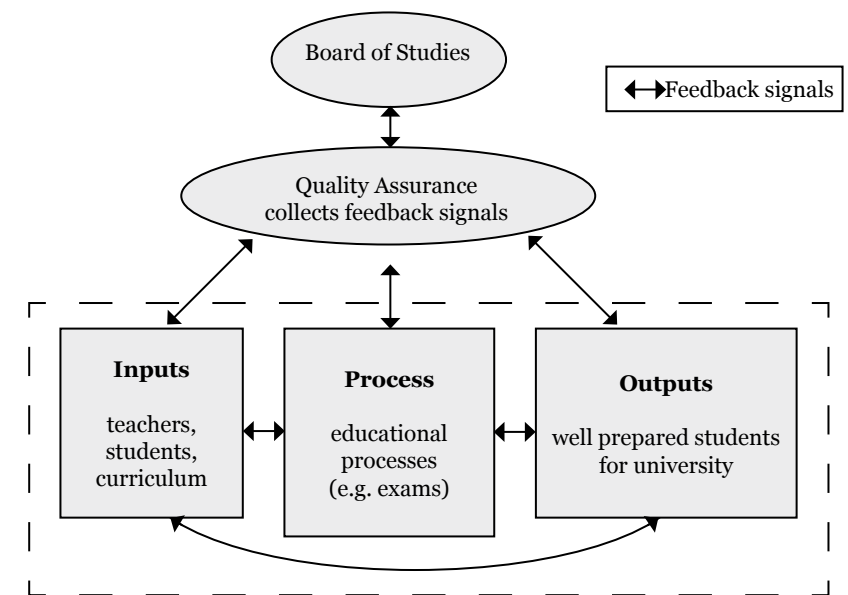 Board of Studies
Feedback signals
Quality Assurance
collects feedback signals
Inputs
teachers,
students,
curriculum
Process
educational
processes
(e.g. exams)
Outputs
well prepared students
for university